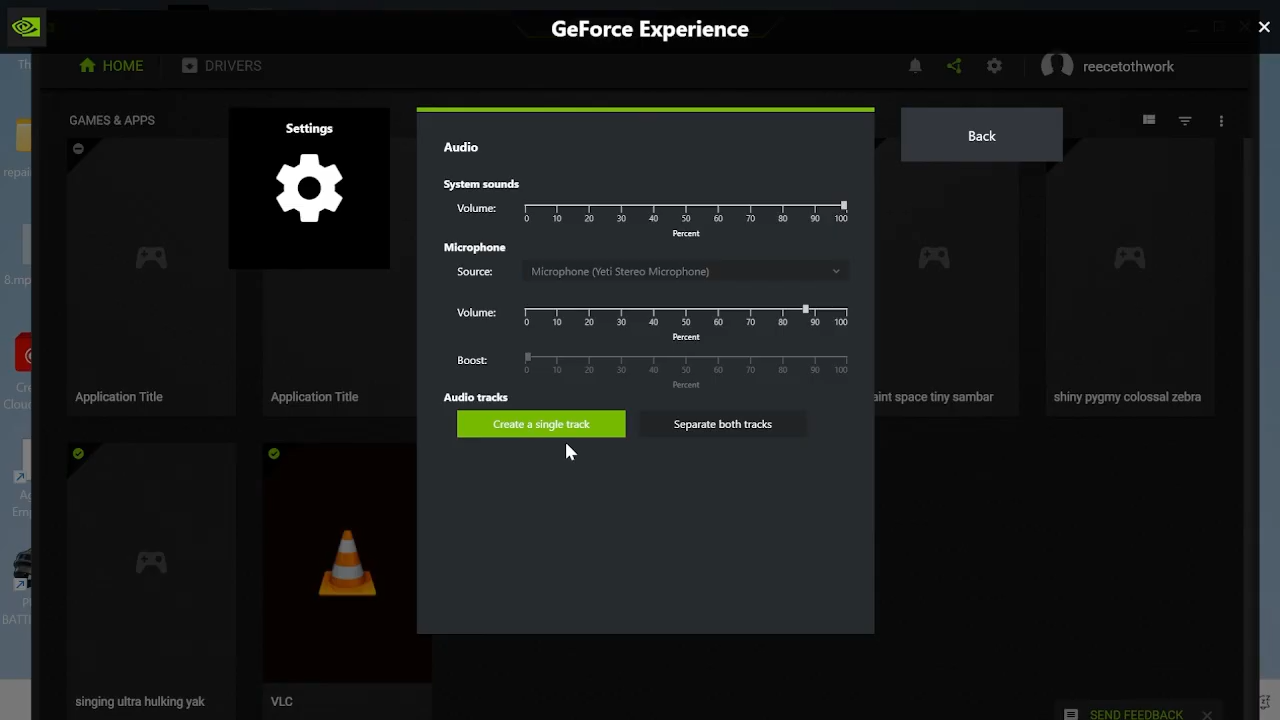 GeForce Experience
HOME
DRIVERS
reecetothwork
GAMES & APPS
Settings
Audio
Back
System sounds
Volume:
0 10 20 30 40 50 60 70 80 90 100
Percent
Microphone
Source:
Microphone (Yeti Stereo Microphone)
Volume:
0 10 20 30 40 50 60 70 80 90 100
Percent
Boost:
0 10 20 30 40 50 60 70 80 90 100
Percent
Audio tracks
Create a single track
Separate both tracks
Application Title
Application Title
space tiny sambar
shiny pygmy colossal zebra
singing ultra hulking yak
VLC
SEND FEEDBACK
repair
8.mp
Cloud